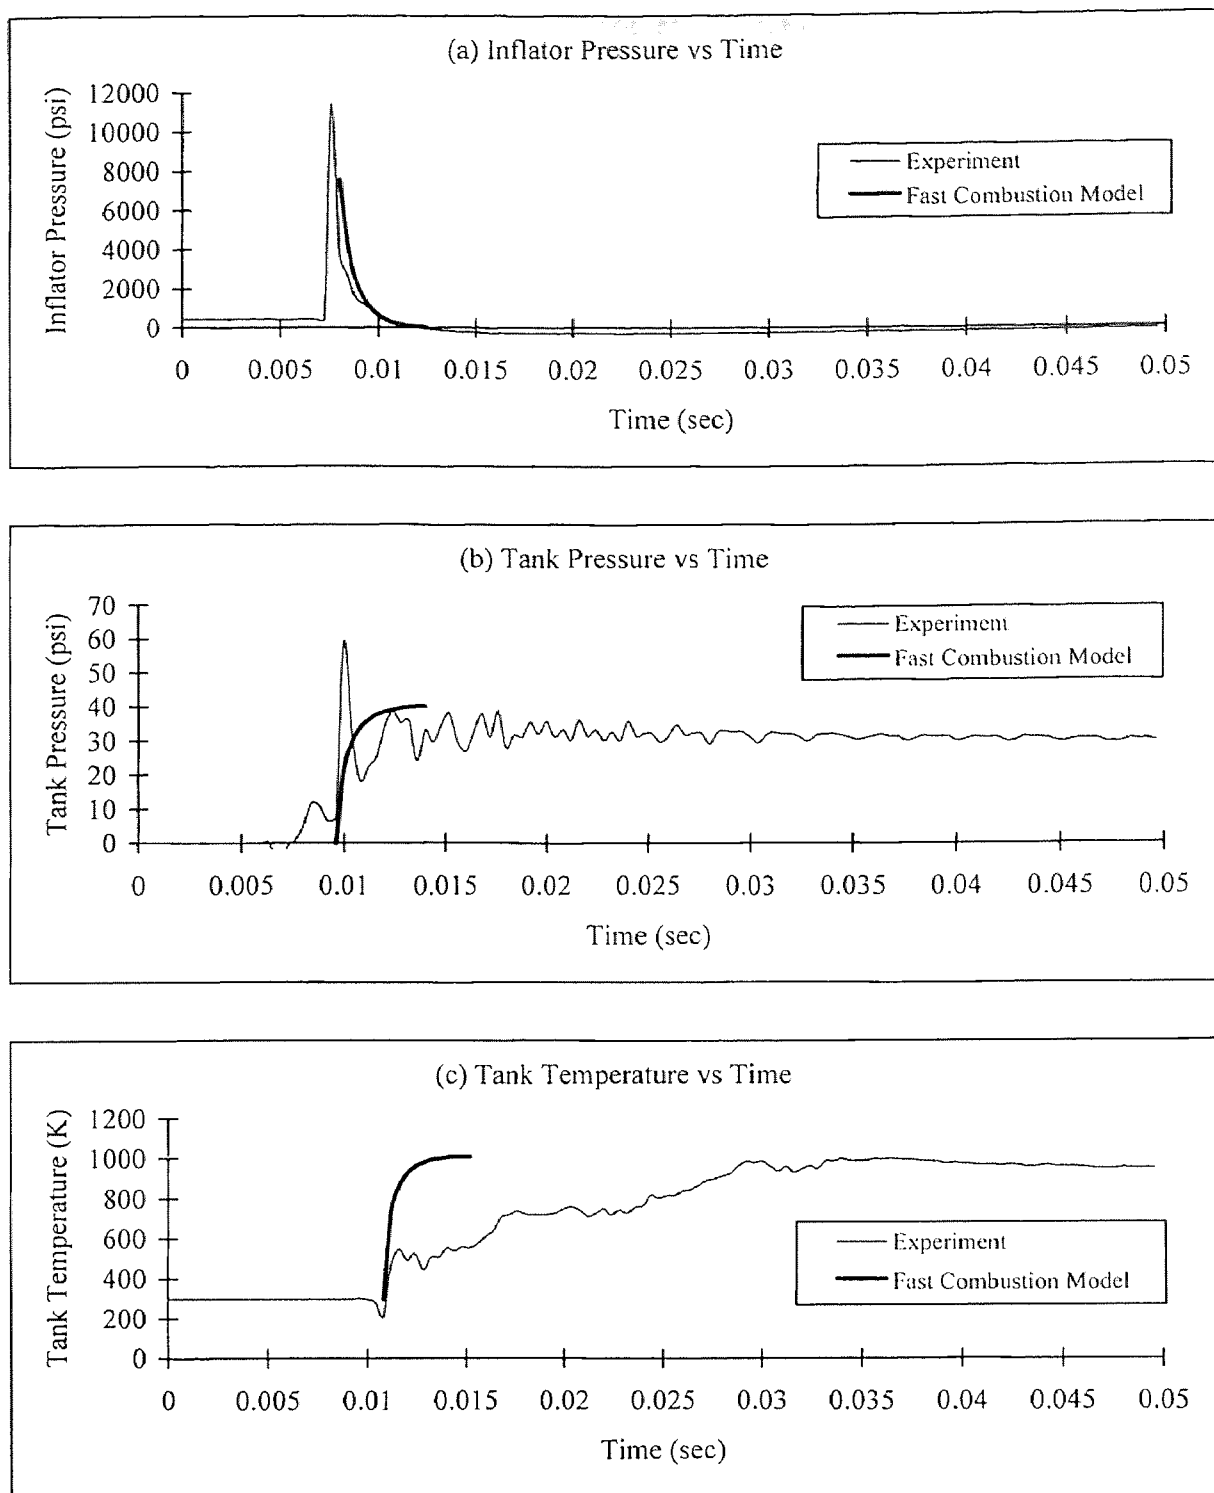 (a) Inflator Pressure vs Time
Inflator Pressure (psi)
12000
10000
8000
6000
4000
2000
0
Experiment
Fast Combustion Model
0 0.005 0.01 0.015 0.02 0.025 0.03 0.035 0.04 0.045 0.05
Time (sec)
(b) Tank Pressure vs Time
Tank Pressure (psi)
70
60
50
40
30
20
10
0
Experiment
Fast Combustion Model
0 0.005 0.01 0.015 0.02 0.025 0.03 0.035 0.04 0.045 0.05
Time (sec)
(c) Tank Temperature vs Time
Tank Temperature (K)
1200
1000
800
600
400
200
0
Experiment
Fast Combustion Model
0 0.005 0.01 0.015 0.02 0.025 0.03 0.035 0.04 0.045 0.05
Time (sec)